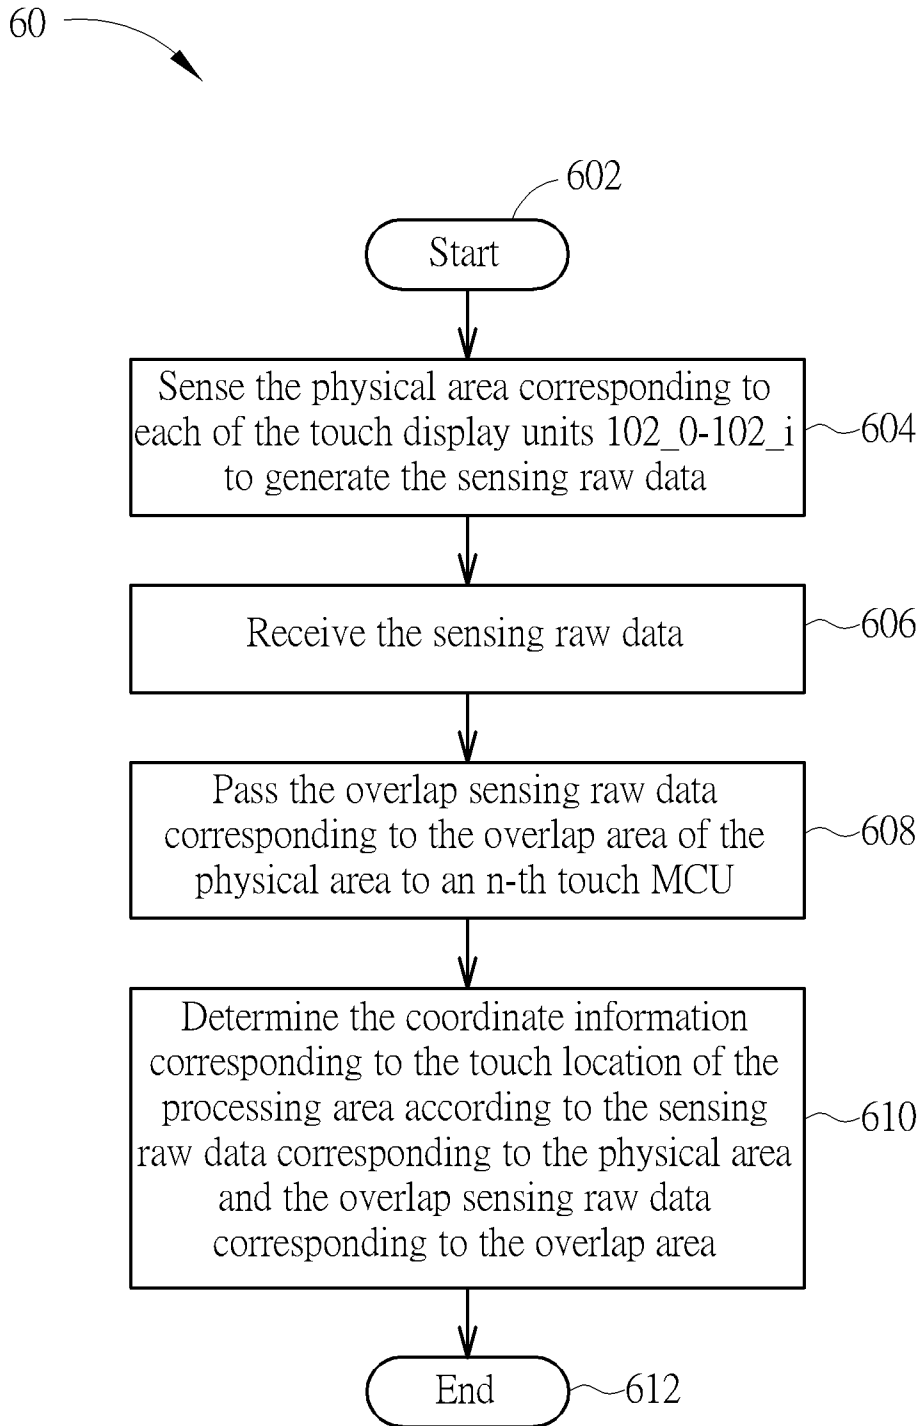 60
602
Start
Sense the physical area corresponding to
each of the touch display units 102_0-102_i
to generate the sensing raw data
604
Receive the sensing raw data
606
Pass the overlap sensing raw data
corresponding to the overlap area of the
physical area to an n-th touch MCU
608
Determine the coordinate information
corresponding to the touch location of the
processing area according to the sensing
raw data corresponding to the physical area
and the overlap sensing raw data
corresponding to the overlap area
610
End
612